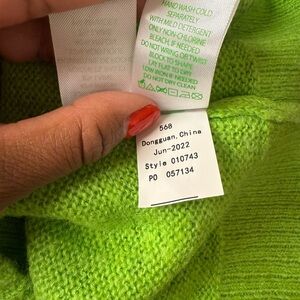 HAND WASH COLD
SEPARATELY
WITH MILD DETERGENT
ONLY NON-CHLORINE
BLEACH, IF NEEDED
DO NOT WRING OR TWIST
BLOCK TO SHAPE
LIFT FLAT TO DRY
LOW IRON IF NEEDED
DO NOT DRY CLEAN
568
Dongguan, China
Jun-2022
Style 010743
PO 057134